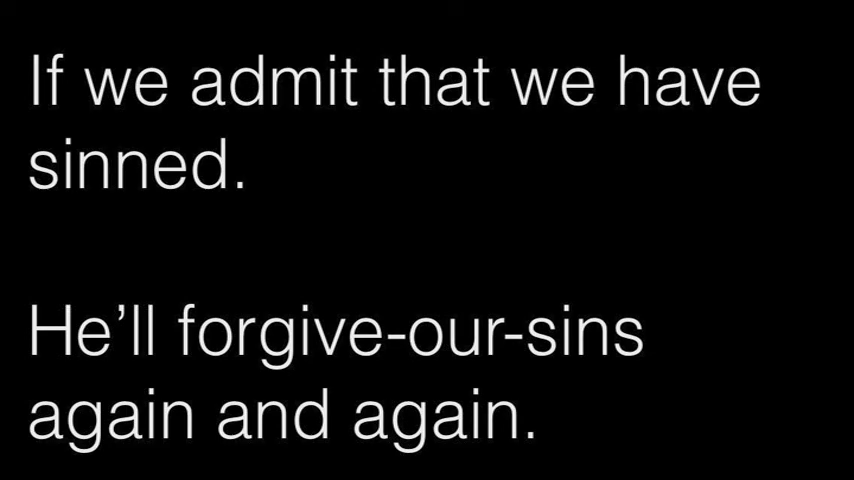 If we admit that we have
sinned.
He’ll forgive-our-sins
again and again.